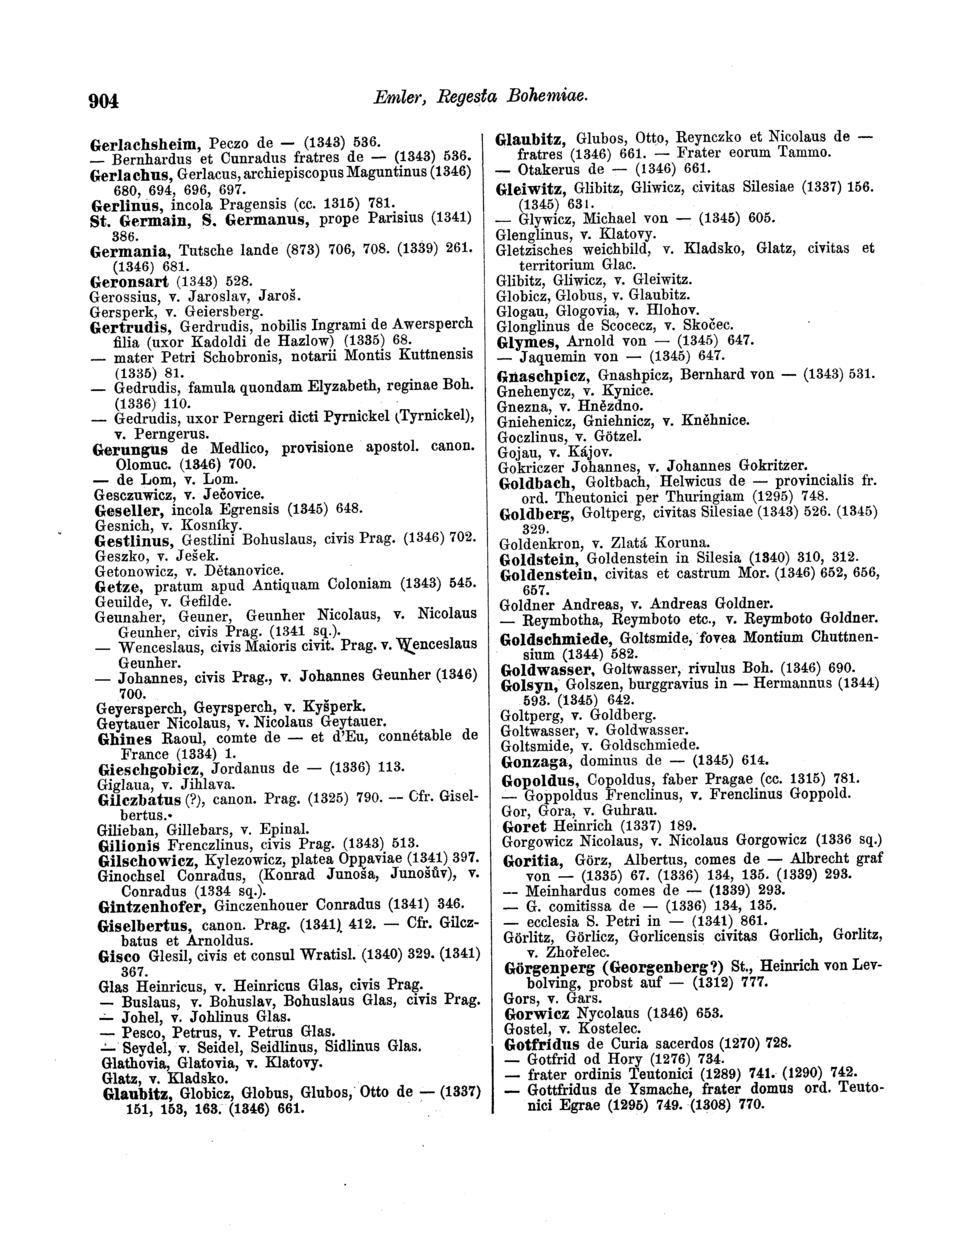 904
Emler, Regesta Bohemiae.
Gerlachsheim, Peczo de — (1343) 536.
— Bernhardus et Cunradus fratres de — (1343) 536.
Gerlachus, Gerlacus, archiepiscopus Maguntinus (1346)
680, 694, 696, 697.
Gerlinus, incola Pragensis (cc. 1315) 781.
St. Germain, S. Germanus, prope Parisius (1341)
386.
Germania, Tutsche lande (873) 706, 708. (1339) 261.
(1346) 681.
Geronsart (1343) 528.
Gerossius, v. Jaroslav, Jaroš.
Gersperk, v. Geiersberg.
Gertrudis, Gerdrudis, nobilis Ingrami de Awersperch
filia (uxor Kadoldi de Hazlow) (1335) 68.
— mater Petri Schobronis, notarii Montis Kuttnensis
(1335) 81.
— Gedrudis, famula quondam Elyzabeth, reginae Boh.
(1336) 110.
— Gedrudis, uxor Perngeri dicti Pyrnickel (Tyrnickel),
v. Perngerus.
Gerungus de Medlico, provisione apostol. canon.
Olomuc. (1346) 700.
— de Lom, v. Lom.
Gesczuwicz, v. Ječovice.
Geseller, incola Egrensis (1345) 648.
Gesnich, v. Kosníky.
Gestlinus, Gestlini Bohuslaus, civis Prag. (1346) 702.
Geszko, v. Ješek.
Getonowicz, v. Dětanovice.
Getze, pratum apud Antiquam Coloniam (1343) 545.
Geuilde, v. Gefilde.
Geunaher, Geuner, Geunher Nicolaus, v. Nicolaus
Geunher, civis Prag. (1341 sq.).
— Wenceslaus, civis Maioris civit. Prag. v. Wenceslaus
Geunher.
— Johannes, civis Prag., v. Johannes Geunher (1346)
700.
Geyersperch, Geyrsperch, v. Kyšperk.
Geytauer Nicolaus, v. Nicolaus Geytauer.
Ghines Raoul, comte de — et d'Eu, connétable de
France (1334) 1.
Gieschgobicz, Jordanus de — (1336) 113.
Giglaua, v. Jihlava.
Gilczbatus (?), canon. Prag. (1325) 790. — Cfr. Gisel-
bertus.
Gilieban, Gillebars, v. Epinal.
Gilionis Frenczlinus, civis Prag. (1343) 513.
Gilschowicz, Kylezowicz, platea Oppaviae (1341) 397.
Ginochsel Conradus, (Konrad Junoša, Junošův), v.
Conradus (1334 sq.).
Gintzenhofer, Ginczenhouer Conradus (1341) 346.
Giselbertus, canon. Prag. (1341) 412. — Cfr. Gilcz-
batus et Arnoldus.
Gisco Glesil, civis et consul Wratisl. (1340) 329. (1341)
367.
Glas Heinricus, v. Heinricus Glas, civis Prag.
— Buslaus, v. Bohuslav, Bohuslaus Glas, civis Prag.
— Johel, v. Johlinus Glas.
— Pesco, Petrus, v. Petrus Glas.
— Seydel, v. Seidel, Seidlinus, Sidlinus Glas.
Glathovia, Glatovia, v. Klatovy.
Glatz, v. Kladsko.
Glaubitz, Globicz, Globus, Glubos, Otto de — (1337)
151, 153, 163. (1346) 661.
Glaubitz, Glubos, Otto, Reynczko et Nicolaus de —
fratres (1346) 661. — Frater eorum Tammo.
— Otakerus de — (1346) 661.
Gleiwitz, Glibitz, Gliwicz, civitas Silesiae (1337) 156.
(1345) 631.
— Glywicz, Michael von — (1345) 605.
Glenglinus, v. Klatovy.
Gletzisches weichbild, v. Kladsko, Glatz, civitas et
territorium Glac.
Glibitz, Gliwicz, v. Gleiwitz.
Globicz, Globus, v. Glaubitz.
Glogau, Glogovia, v. Hlohov.
Glonglinus de Scocecz, v. Skočec.
Glymes, Arnold von — (1345) 647.
— Jaquemin von — (1345) 647.
Gnaschpicz, Gnashpicz, Bernhard von — (1343) 531.
Gnehenycz, v. Kynice.
Gnezna, v. Hnězdno.
Gniehenicz, Gniehnicz, v. Kněhnice.
Goczlinus, v. Götzel.
Gojau, v. Kájov.
Gokriczer Johannes, v. Johannes Gokritzer.
Goldbach, Goltbach, Helwicus de — provincialis fr.
ord. Theutonici per Thuringiam (1295) 748.
Goldberg, Goltperg, civitas Silesiae (1343) 526. (1345)
329.
Goldenkron, v. Zlatá Koruna.
Goldstein, Goldenstein in Silesia (1340) 310, 312.
Goldenstein, civitas et castrum Mor. (1346) 652, 656,
657.
Goldner Andreas, v. Andreas Goldner.
— Reymbotha, Reymboto etc., v. Reymboto Goldner.
Goldschmiede, Goltsmide, fovea Montium Chuttnen-
sium (1344) 582.
Goldwasser, Goltwasser, rivulus Boh. (1346) 690.
Golsyn, Golszen, burggravius in — Hermannus (1344)
593. (1345) 642.
Goltperg, v. Goldberg.
Goltwasser, v. Goldwasser.
Goltsmide, v. Goldschmiede.
Gonzaga, dominus de — (1345) 614.
Gopoldus, Copoldus, faber Pragae (cc. 1315) 781.
— Goppoldus Frenclinus, v. Frenclinus Goppold.
Gor, Gora, v. Guhrau.
Goret Heinrich (1337) 189.
Gorgowicz Nicolaus, v. Nicolaus Gorgowicz (1336 sq.)
Goritia, Görz, Albertus, comes de — Albrecht graf
von — (1335) 67. (1336) 134, 135. (1339) 293.
— Meinhardus comes de — (1339) 293.
— G. comitissa de — (1336) 134, 135.
— ecclesia S. Petri in — (1341) 861.
Görlitz, Görlicz, Gorlicensis civitas Gorlich, Gorlitz,
v. Zhořelec.
Görgenperg (Georgenberg?) St., Heinrich von Lev-
bolving, probst auf — (1312) 777.
Gors, v. Gars.
Gorwicz Nycolaus (1346) 653.
Gostel, v. Kostelec.
Gotfridus de Curia sacerdos (1270) 728.
— Gotfrid od Hory (1276) 734.
— frater ordinis Teutonici (1289) 741. (1290) 742.
— Gottfridus de Ysmache, frater domus ord. Teuto-
nici Egrae (1295) 749. (1308) 770.